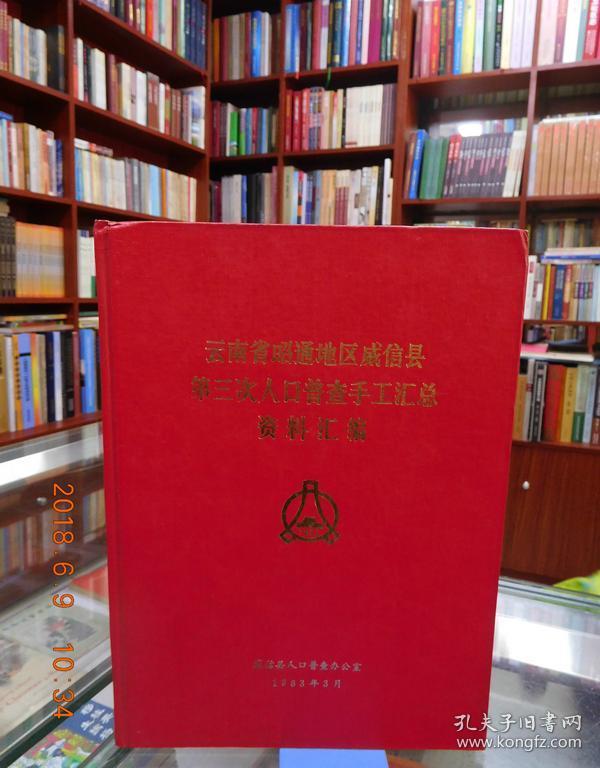 云南省昭通地区威信县
第三次人口普查手工汇总
资料汇编
威信县人口普查办公室
1983年3月
2018.6.9 10:34
孔夫子旧书网
www.kongfz.com